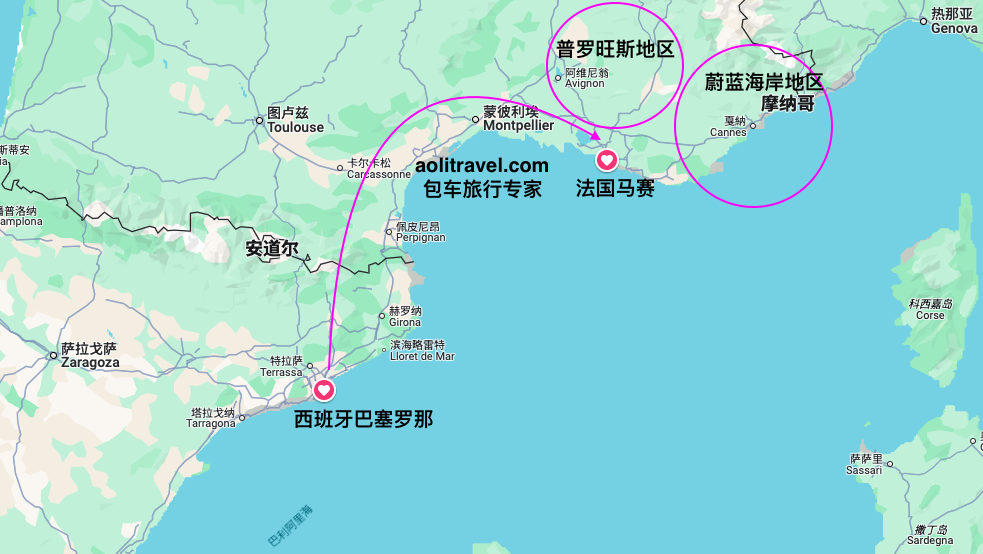 热那亚
Genova
普罗旺斯地区
阿维尼翁
Avignon
蔚蓝海岸地区
摩纳哥
戛纳
Cannes
图卢兹
Toulouse
蒙彼利埃
Montpellier
斯蒂安
卡尔卡松
Carcassonne
aolitravel.com
包车旅行专家
法国马赛
潘普洛纳
amplona
佩皮尼昂
Perpignan
安道尔
赫罗纳
Girona
科西嘉岛
Corse
滨海略雷特
Lloret de Mar
萨拉戈萨
Zaragoza
特拉萨
Terrassa
塔拉戈纳
Tarragona
西班牙巴塞罗那
萨萨里
Sassari
巴利阿里海
撒丁岛
Sardegna